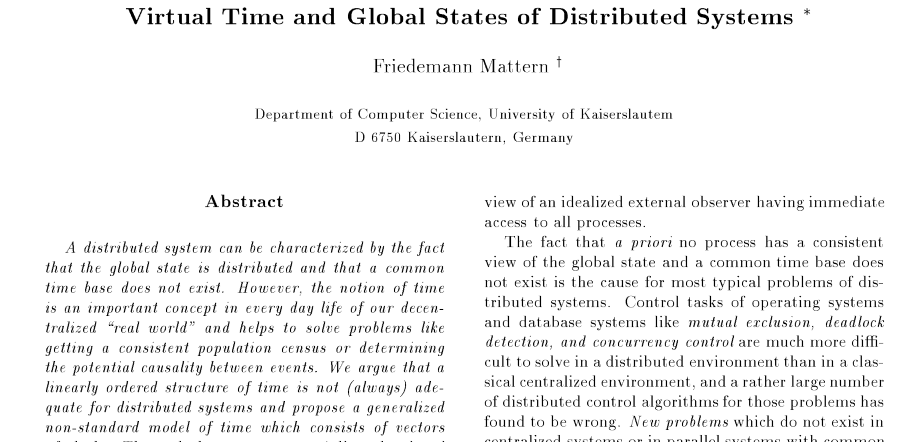 Virtual Time and Global States of Distributed Systems *
Friedemann Mattern †
Department of Computer Science, University of Kaiserslautern
D 6750 Kaiserslautern, Germany
Abstract
A distributed system can be characterized by the fact
that the global state is distributed and that a common
time base does not exist. However, the notion of time
is an important concept in every day life of our decen-
tralized “real world” and helps to solve problems like
getting a consistent population census or determining
the potential causality between events. We argue that a
linearly ordered structure of time is not (always) ade-
quate for distributed systems and propose a generalized
non-standard model of time which consists of vectors
view of an idealized external observer having immediate
access to all processes.
The fact that a priori no process has a consistent
view of the global state and a common time base does
not exist is the cause for most typical problems of dis-
tributed systems. Control tasks of operating systems
and database systems like mutual exclusion, deadlock
detection, and concurrency control are much more diffi-
cult to solve in a distributed environment than in a clas-
sical centralized environment, and a rather large number
of distributed control algorithms for those problems has
found to be wrong. New problems which do not exist in
centralized systems or in parallel systems with common